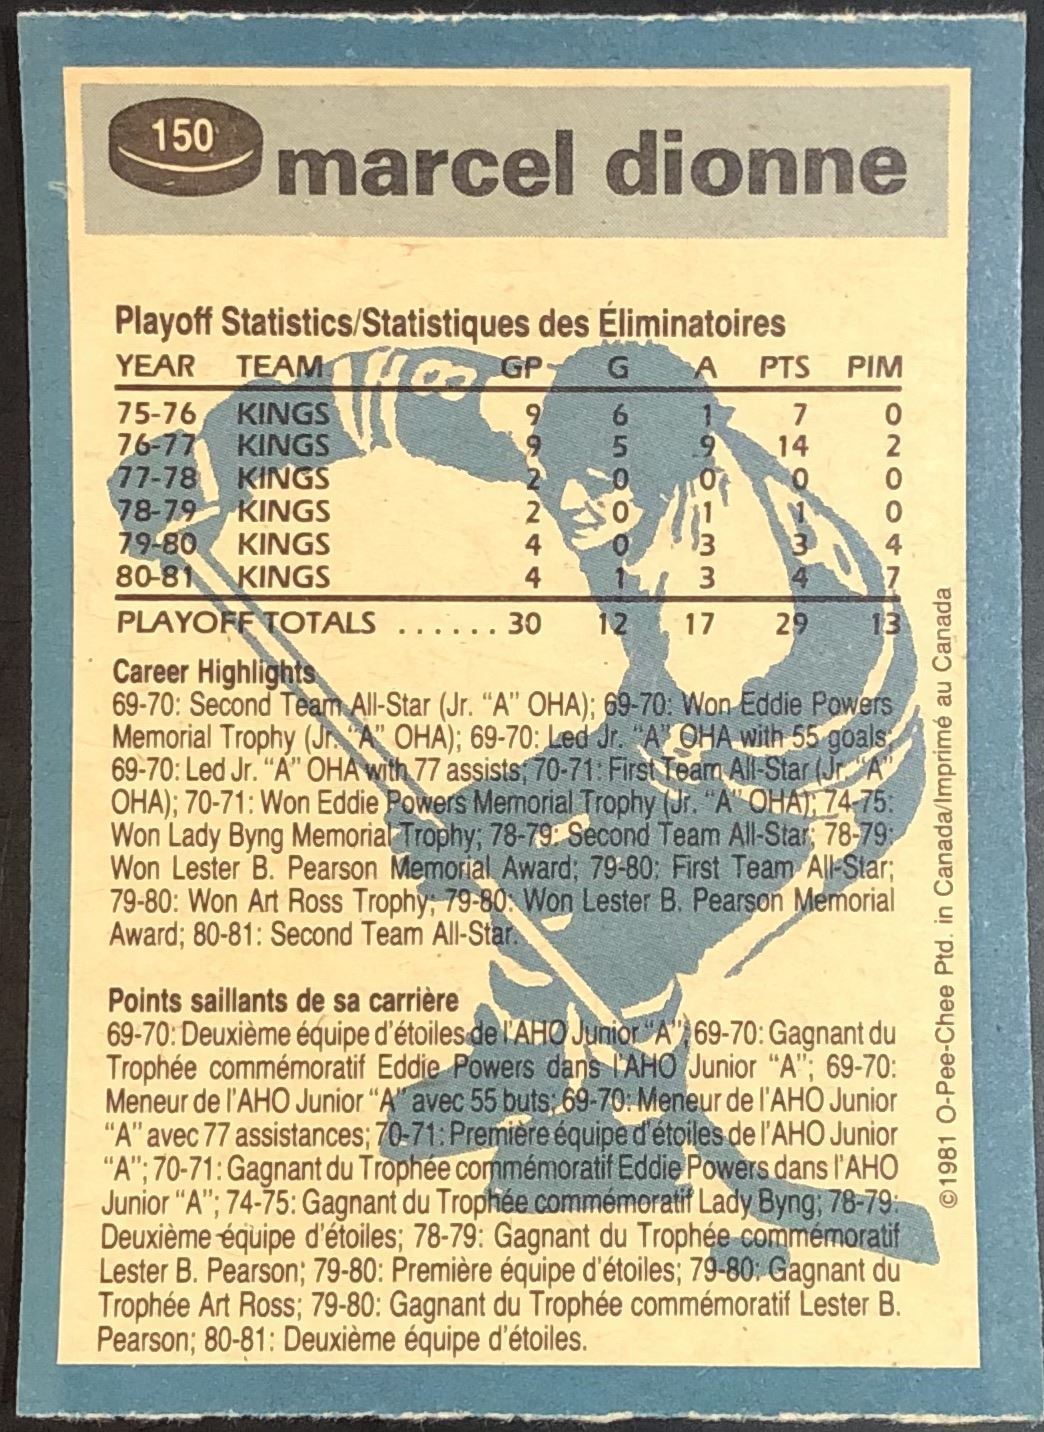 150
marcel dionne
Playoff Statistics/Statistiques des Éliminatoires
YEAR TEAM GP G A PTS PIM
75-76 KINGS 9 6 1 7 0
76-77 KINGS 9 5 9 14 2
77-78 KINGS 2 0 0 0 0
78-79 KINGS 2 0 1 1 0
79-80 KINGS 4 0 3 3 4
80-81 KINGS 4 1 3 4 7
PLAYOFF TOTALS ...... 30 12 17 29 13
Career Highlights
69-70: Second Team All-Star (Jr. “A” OHA); 69-70: Won Eddie Powers
Memorial Trophy (Jr. “A” OHA); 69-70: Led Jr. “A” OHA with 55 goals;
69-70: Led Jr. “A” OHA with 77 assists; 70-71: First Team All-Star (Jr. “A”
OHA); 70-71: Won Eddie Powers Memorial Trophy (Jr. “A” OHA); 74-75:
Won Lady Byng Memorial Trophy; 78-79: Second Team All-Star; 78-79:
Won Lester B. Pearson Memorial Award; 79-80: First Team All-Star;
79-80: Won Art Ross Trophy; 79-80: Won Lester B. Pearson Memorial
Award; 80-81: Second Team All-Star.
Points saillants de sa carrière
69-70: Deuxième équipe d'étoiles de l'AHO Junior “A”; 69-70: Gagnant du
Trophée commémoratif Eddie Powers dans l'AHO Junior “A”; 69-70:
Meneur de l'AHO Junior “A” avec 55 buts; 69-70: Meneur de l'AHO Junior
“A” avec 77 assistances; 70-71: Première équipe d'étoiles de l'AHO Junior
“A”; 70-71: Gagnant du Trophée commémoratif Eddie Powers dans l'AHO
Junior “A”; 74-75: Gagnant du Trophée commémoratif Lady Byng; 78-79:
Deuxième équipe d'étoiles; 78-79: Gagnant du Trophée commémoratif
Lester B. Pearson; 79-80: Première équipe d'étoiles; 79-80: Gagnant du
Trophée Art Ross; 79-80: Gagnant du Trophée commémoratif Lester B.
Pearson; 80-81: Deuxième équipe d'étoiles.
©1981 O-Pee-Chee Ptd. in Canada/Imprimé au Canada